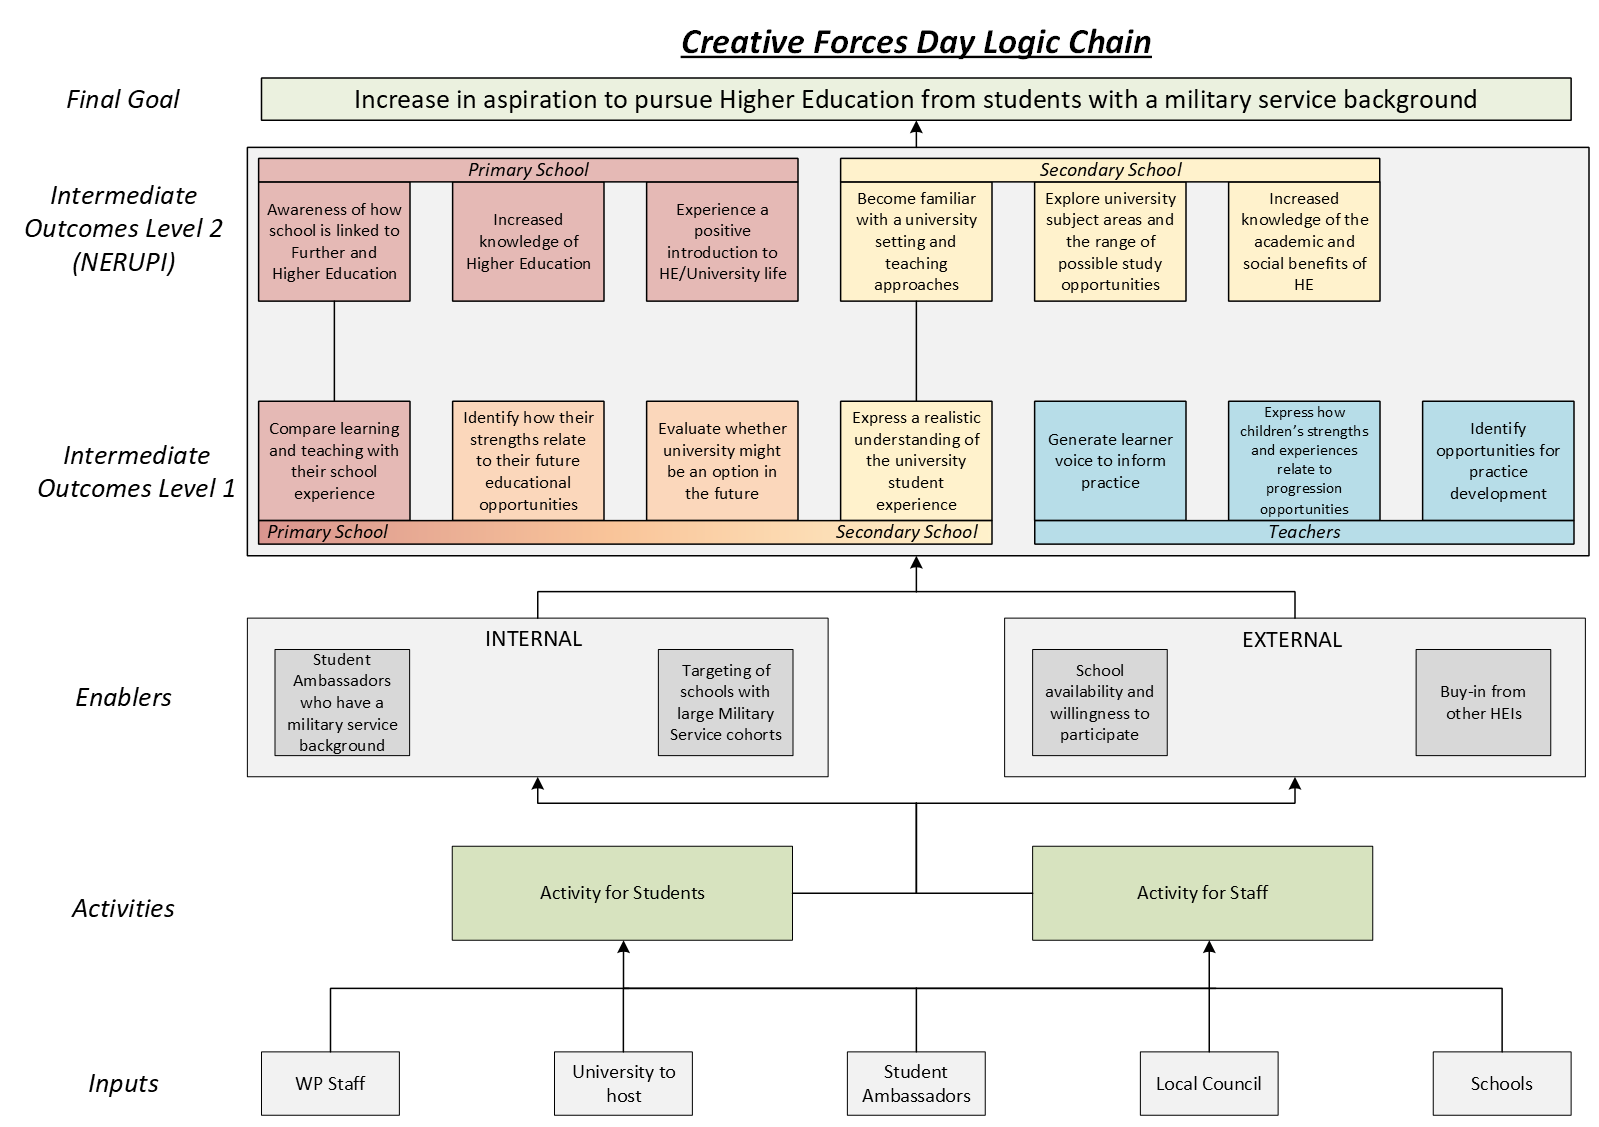 Creative Forces Day Logic Chain
Final Goal
Increase in aspiration to pursue Higher Education from students with a military service background
Intermediate
Outcomes Level 2
(NERUPI)
Primary School
Awareness of how
school is linked to
Further and
Higher Education
Increased
knowledge of
Higher Education
Experience a
positive
introduction to
HE/University life
Secondary School
Become familiar
with a university
setting and
teaching
approaches
Explore university
subject areas and
the range of
possible study
opportunities
Increased
knowledge of the
academic and
social benefits of
HE
Intermediate
Outcomes Level 1
Compare learning
and teaching with
their school
experience
Identify how their
strengths relate
to their future
educational
opportunities
Evaluate whether
university might
be an option in
the future
Express a realistic
understanding of
the university
student
experience
Generate learner
voice to inform
practice
Express how
children’s strengths
and experiences
relate to
progression
opportunities
Identify
opportunities for
practice
development
Primary School
Secondary School
Teachers
Enablers
INTERNAL
Student
Ambassadors
who have a
military service
background
Targeting of
schools with
large Military
Service cohorts
EXTERNAL
School
availability and
willingness to
participate
Buy-in from
other HEIs
Activities
Activity for Students
Activity for Staff
Inputs
WP Staff
University to
host
Student
Ambassadors
Local Council
Schools